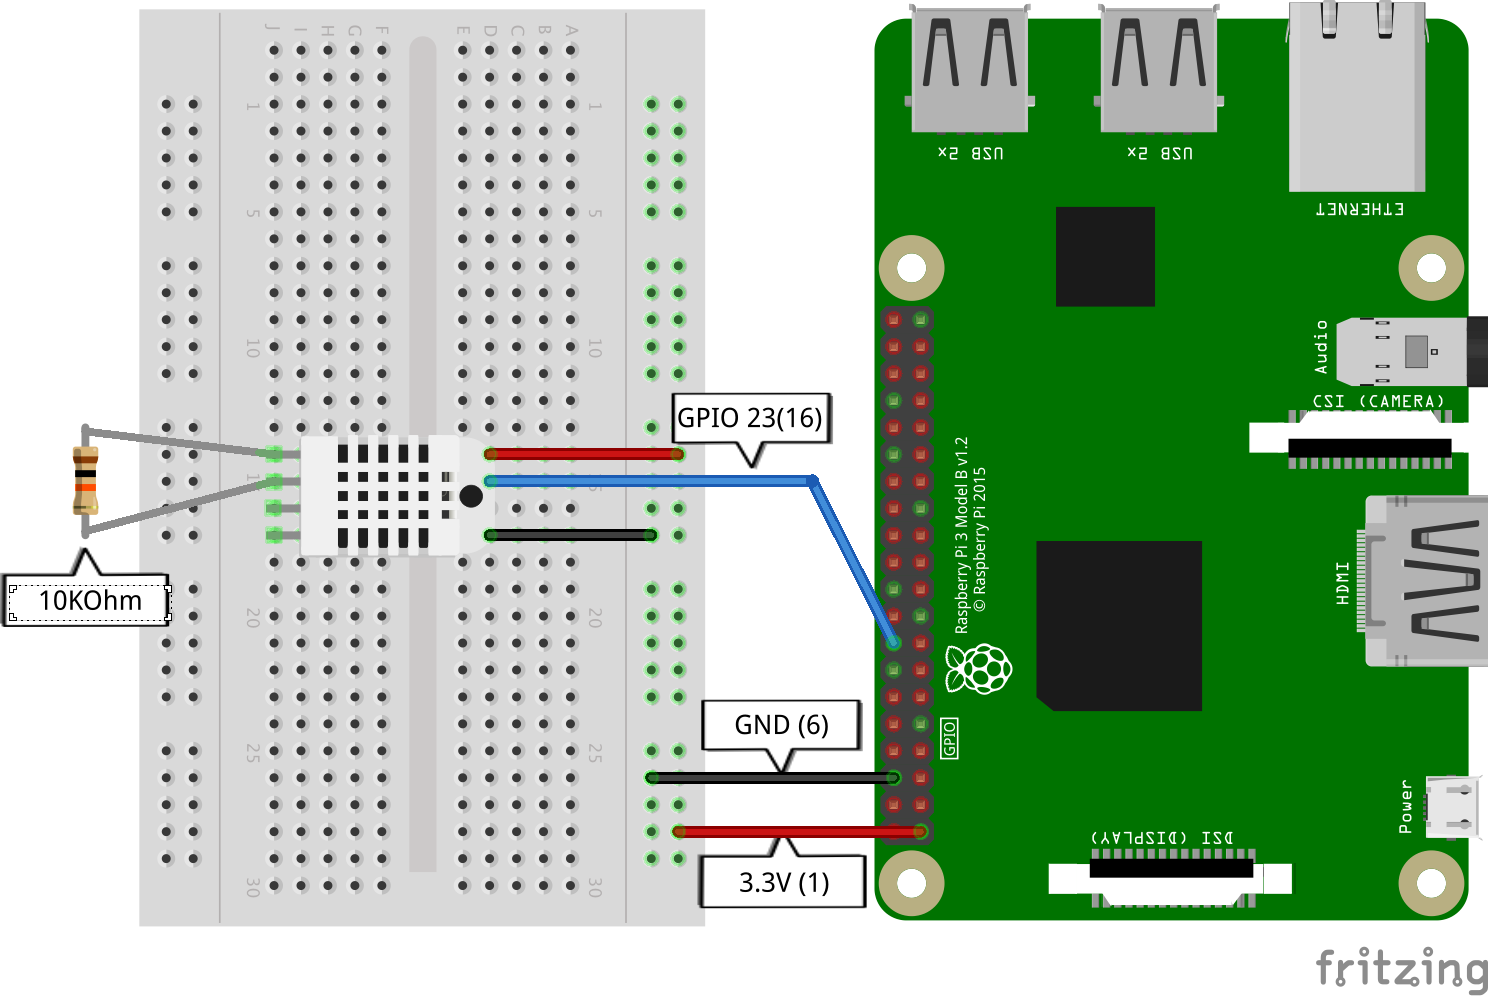 J I H G F E D C B A
1 1
5 5
10 10
1 5
20 20
25 25
30 30
10KOhm
GPIO 23(16)
GND (6)
3.3V (1)
USB 2x
USB 2x
ETHERNET
Audio
CSI (CAMERA)
Raspberry Pi 3 Model B v1.2
© Raspberry Pi 2015
HDMI
GPIO
Power
DSI (DISPLAY)
fritzing